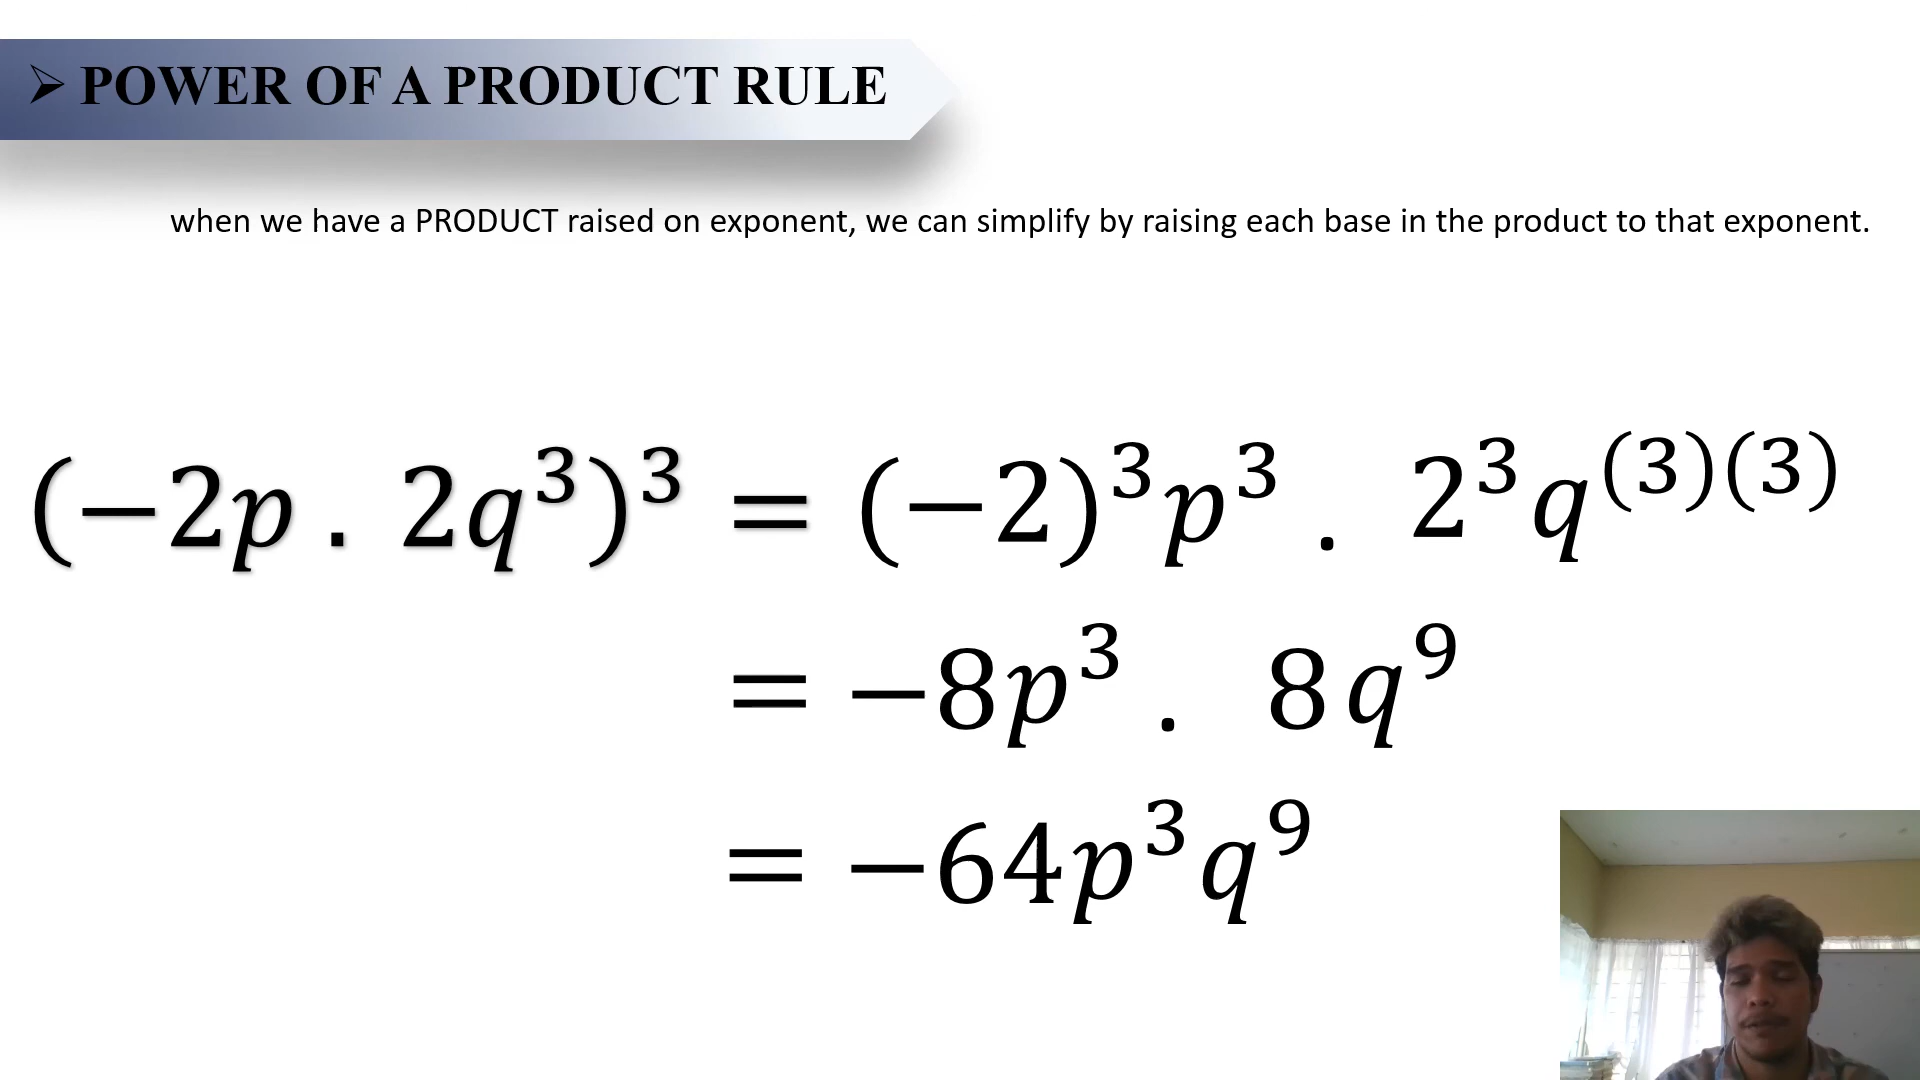 ➢ POWER OF A PRODUCT RULE
when we have a PRODUCT raised on exponent, we can simplify by raising each base in the product to that exponent.
(−2p . 2q³)³ = (−2)³p³ . 2³q⁽³⁾⁽³⁾
= −8p³ . 8q⁹
= −64p³q⁹